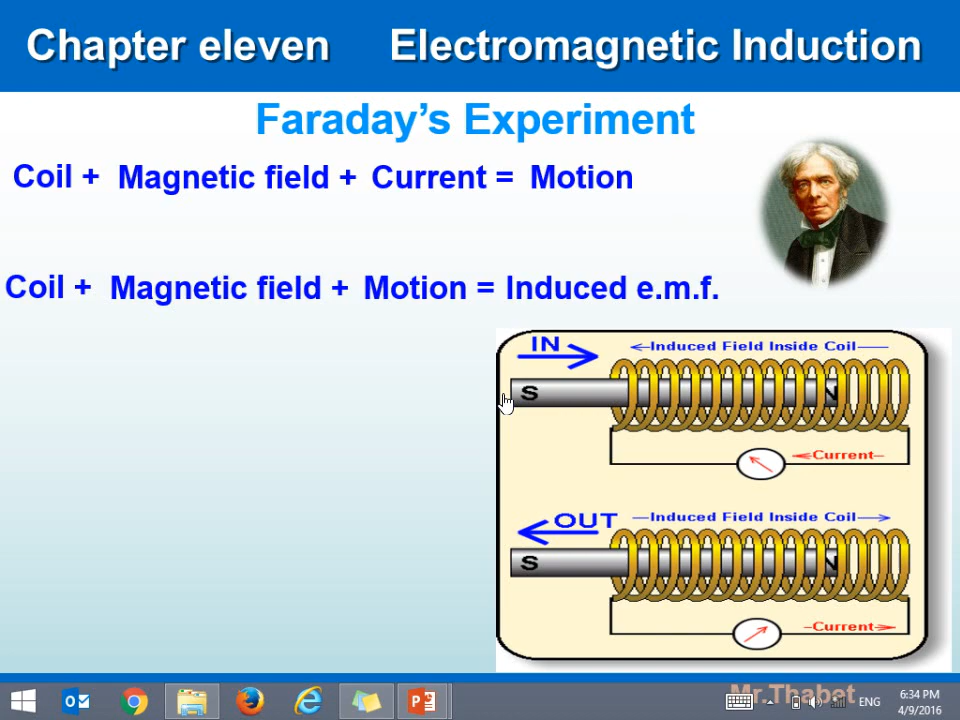 Chapter eleven Electromagnetic Induction
Faraday's Experiment
Coil + Magnetic field + Current = Motion
Coil + Magnetic field + Motion = Induced e.m.f.
IN Induced Field Inside Coil
S N
Current
OUT Induced Field Inside Coil
S N
Current
Mr.Thabet
ENG
6:34 PM
4/9/2016